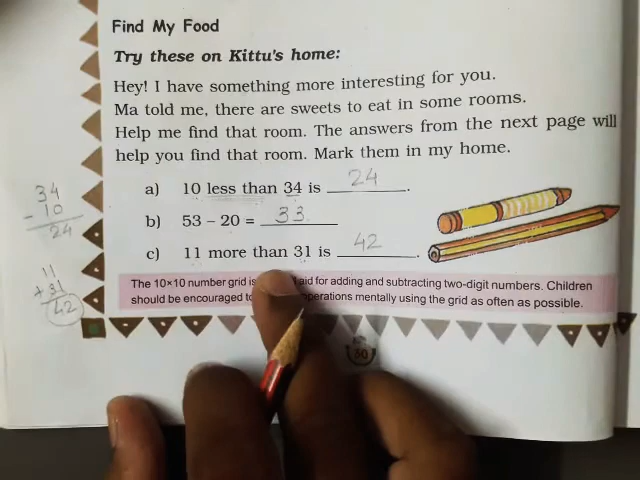 Find My Food
Try these on Kittu's home:
Hey! I have something more interesting for you.
Ma told me, there are sweets to eat in some rooms.
Help me find that room. The answers from the next page will
help you find that room. Mark them in my home.
a) 10 less than 34 is 24.
b) 53 – 20 = 33
c) 11 more than 31 is 42.
34
- 10
24
11
+ 31
42
The 10×10 number grid is aid for adding and subtracting two-digit numbers. Children
should be encouraged to operations mentally using the grid as often as possible.